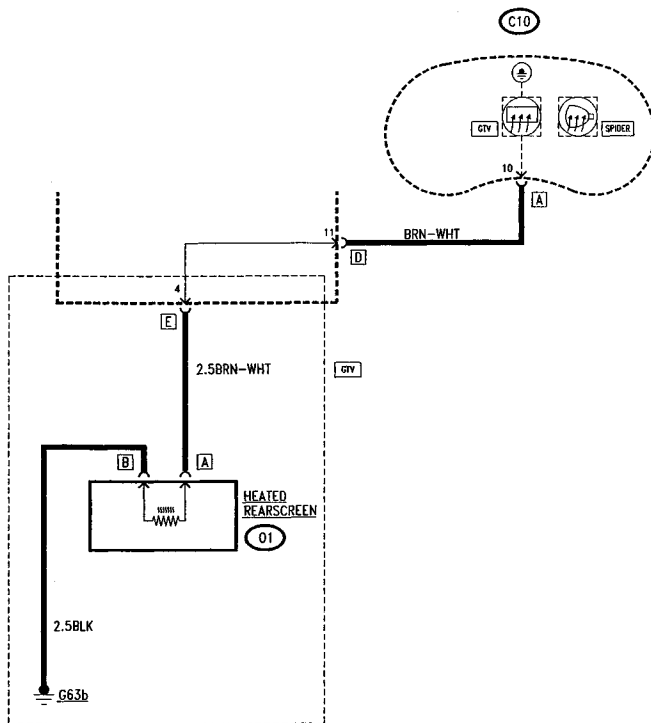 C10
GTV
SPIDER
10
A
11
BRN-WHT
D
4
E
2.5BRN-WHT
GTV
B
A
HEATED
REARSCREEN
O1
2.5BLK
G63b